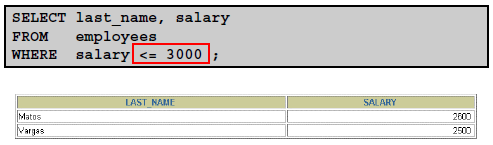 SELECT last_name, salary
FROM employees
WHERE salary <= 3000 ;
LAST_NAME SALARY
Matos 2600
Vargas 2500